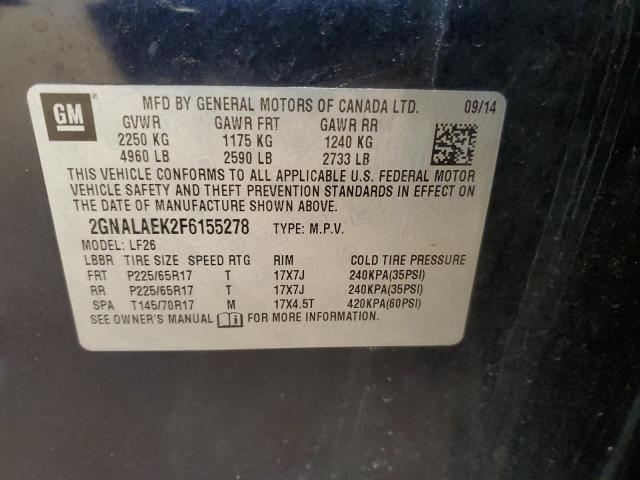 GM
MFD BY GENERAL MOTORS OF CANADA LTD. 09/14
GVWR GAWR FRT GAWR RR
2250 KG 1175 KG 1240 KG
4960 LB 2590 LB 2733 LB
THIS VEHICLE CONFORMS TO ALL APPLICABLE U.S. FEDERAL MOTOR
VEHICLE SAFETY AND THEFT PREVENTION STANDARDS IN EFFECT ON
THE DATE OF MANUFACTURE SHOWN ABOVE.
2GNALAEK2F6155278 TYPE: M.P.V.
MODEL: LF26
LBBR TIRE SIZE SPEED RTG RIM COLD TIRE PRESSURE
FRT P225/65R17 T 17X7J 240KPA(35PSI)
RR P225/65R17 T 17X7J 240KPA(35PSI)
SPA T145/70R17 M 17X4.5T 420KPA(60PSI)
SEE OWNER'S MANUAL FOR MORE INFORMATION.